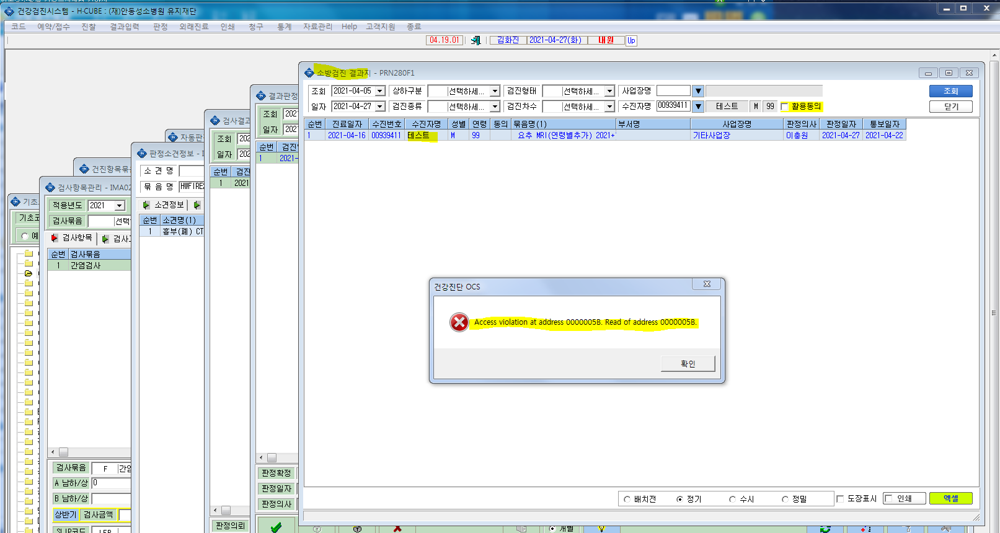 건강검진시스템 - H-CUBE : (재)안동성소병원 유지재단
코드 예약/접수 진찰 결과입력 판정 외래진료 인쇄 청구 통계 자료관리 Help 고객지원 종료
04.19.01 김화진 2021-04-27(화) 내원 Up
소방검진 결과지 - PRN280F1
조회 2021-04-05 상하구분 선택하세... 검진형태 선택하세... 사업장명 조회
일자 2021-04-27 검진종류 선택하세... 검진차수 선택하세... 수진자명 00939411 테스트 M 99 활용동의 닫기
순번 진료일자 수진번호 수진자명 성별 연령 동의 묶음명(1) 부서명 사업장명 판정의사 판정일자 통보일자
1 2021-04-16 00939411 테스트 M 99 요추 MRI(연령별추가) 2021+ 기타사업장 이홍원 2021-04-27 2021-04-22
결과판정
조회 2021
일자 202
순번 검진
1 2021-
검사결과
조회 202
일자 202
순번 검진
1 2021
자동판정
판정소견정보 - I
소 견 명
묶 음 명 HWFIRE2
소견정보
순번 소견명(1)
1 흉부(폐) CT
건진항목묶음
검사항목관리 - IMA02
적용년도 2021
검사묶음 선택하
검사항목 검사
순번 검사묶음
1 간염검사
기초
기초코
예
건강진단 OCS
Access violation at address 0000005B. Read of address 0000005B.
확인
검사묶음 F 간염
A 남하/상 0
B 남하/상
상반기 검사금액
SLIP코드 LFR
판정의뢰
판정확정
판정일자
판정의사
개별
배치전 정기 수시 정밀 도장표시 인쇄 엑셀